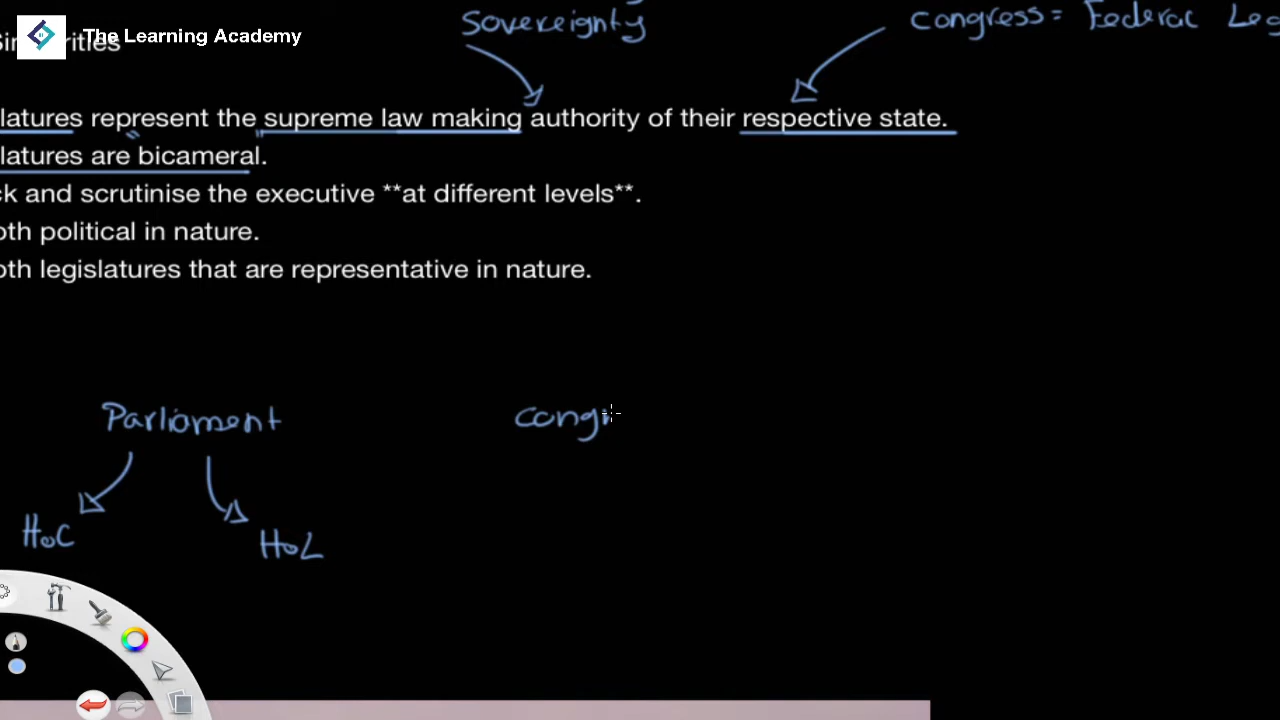 The Learning Academy
Sovereignty
Congress = Federal Leg
latures represent the supreme law making authority of their respective state.
latures are bicameral.
ck and scrutinise the executive **at different levels**.
oth political in nature.
oth legislatures that are representative in nature.
Parliament
congr
HoC
HoL